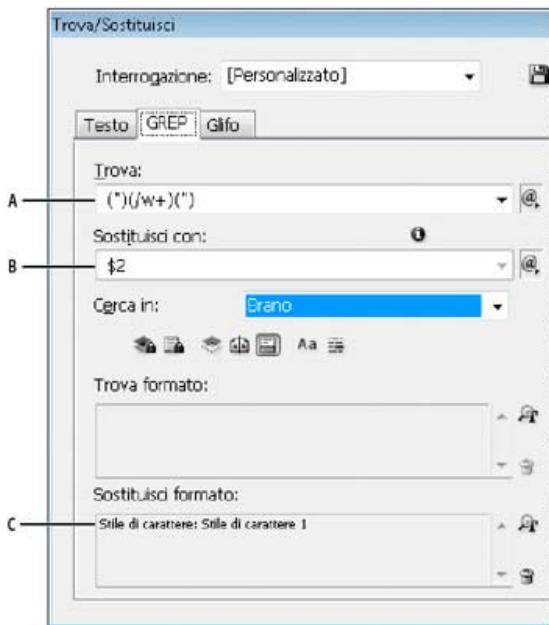 Trova/Sostituisci
Interrogazione: [Personalizzato]
Testo GREP Glifo
Trova:
A (")(/w+)(")
Sostituisci con:
B $2
Cerca in: Brano
Aa
Trova formato:
Sostituisci formato:
C Stile di carattere: Stile di carattere 1